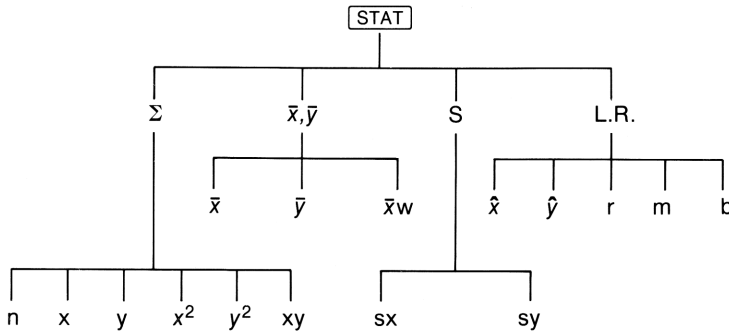 STAT
Σ x̄,ȳ S L.R.
x̄ ȳ x̄w x̂ ŷ r m b
n x y x² y² xy sx sy